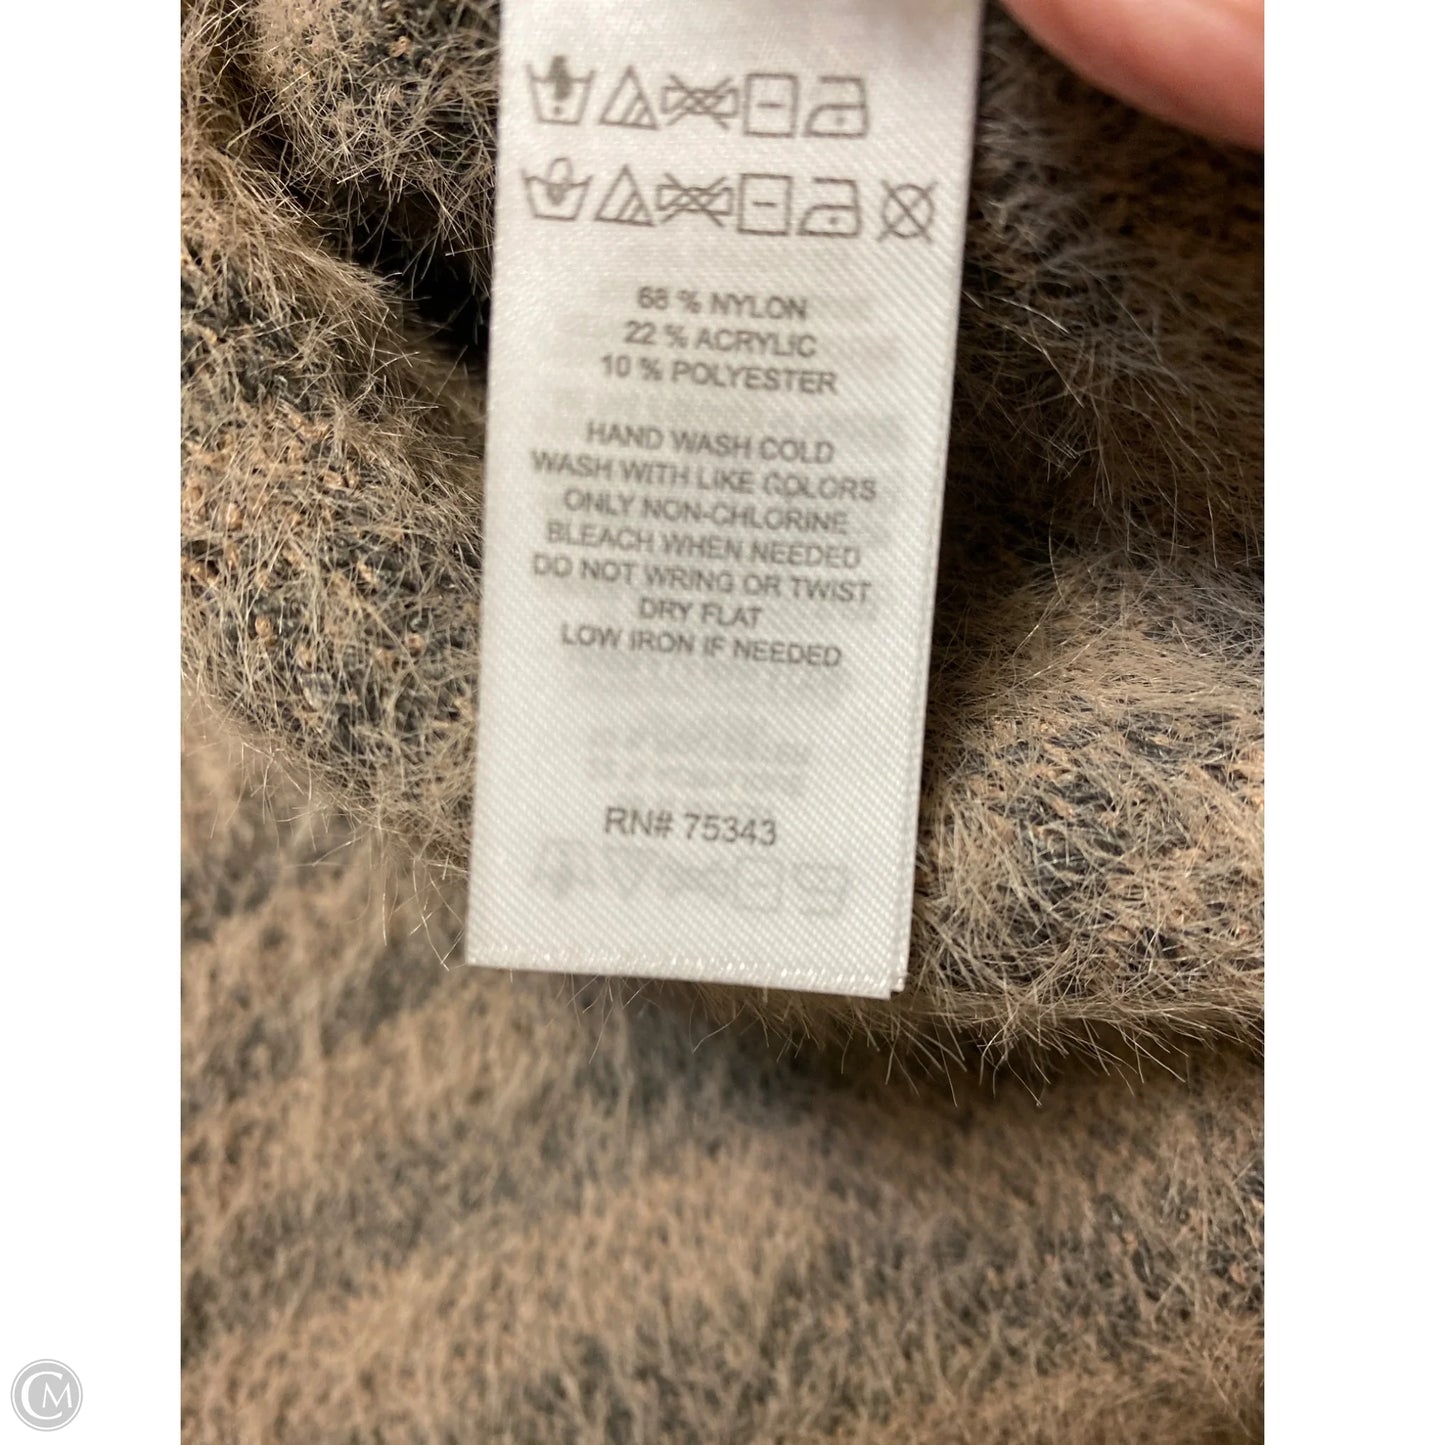 68 % NYLON
22 % ACRYLIC
10 % POLYESTER
HAND WASH COLD
WASH WITH LIKE COLORS
ONLY NON-CHLORINE
BLEACH WHEN NEEDED
DO NOT WRING OR TWIST
DRY FLAT
LOW IRON IF NEEDED
RN# 75343
CM